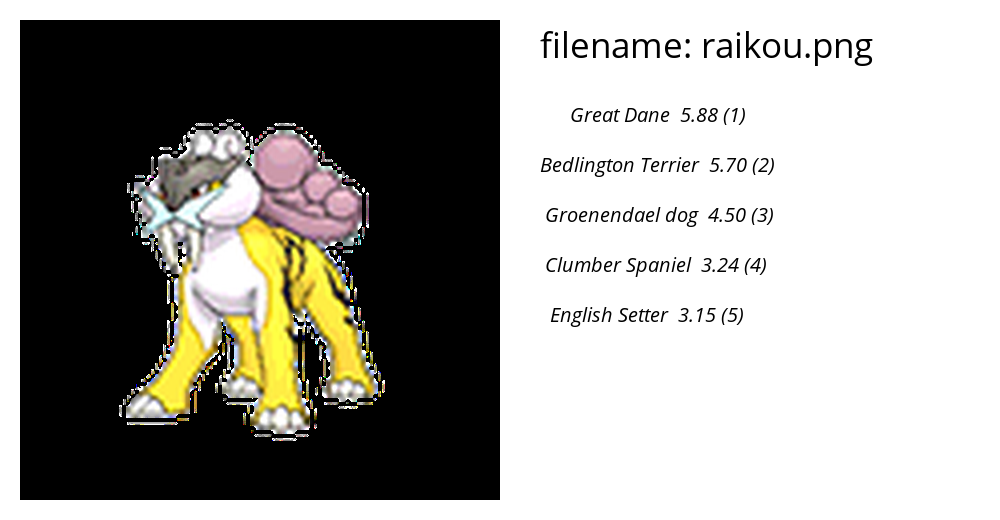 filename: raikou.png
Great Dane 5.88 (1)
Bedlington Terrier 5.70 (2)
Groenendael dog 4.50 (3)
Clumber Spaniel 3.24 (4)
English Setter 3.15 (5)